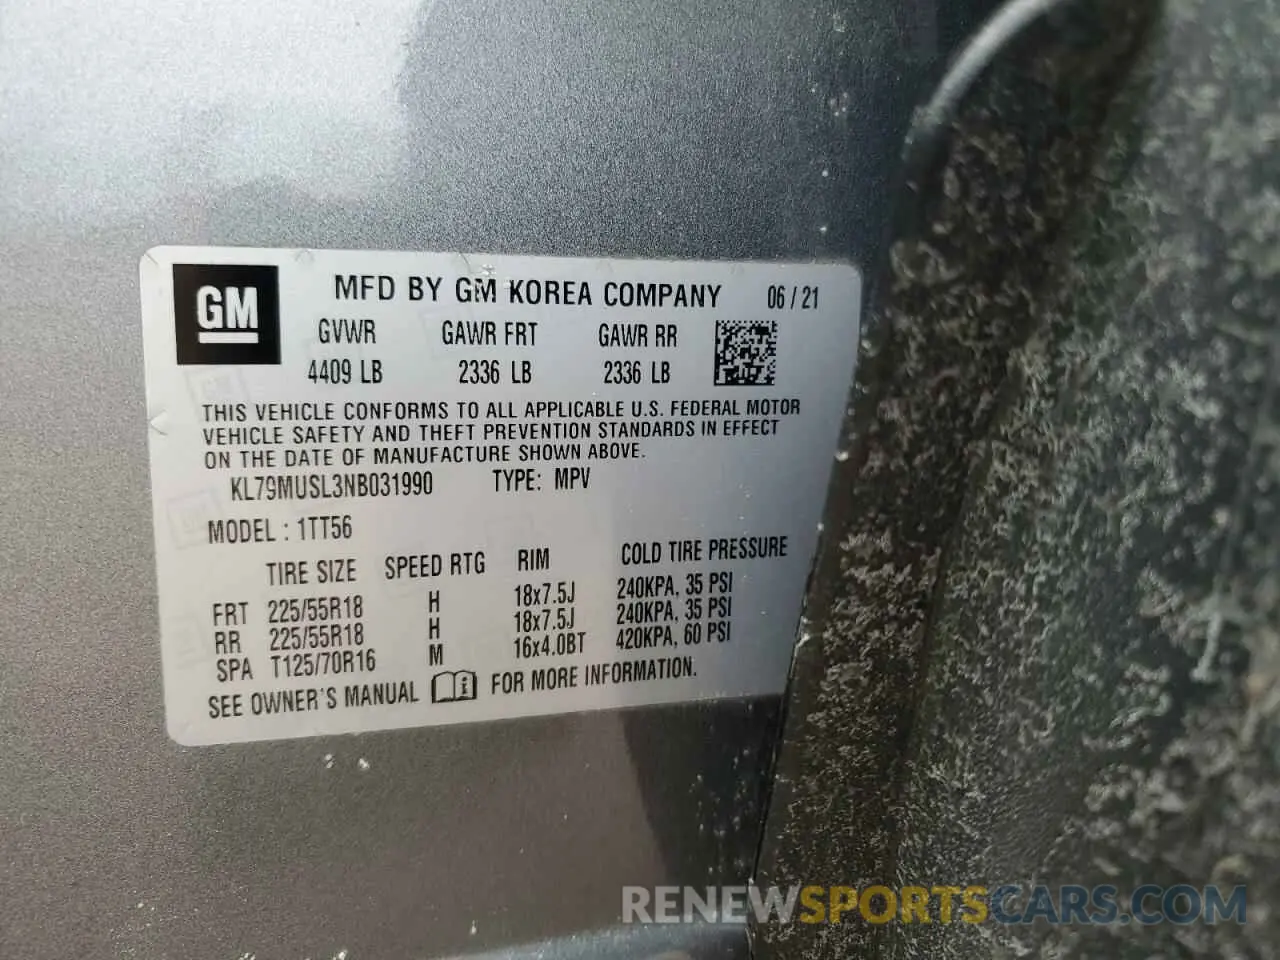 GM
MFD BY GM KOREA COMPANY 06/21
GVWR GAWR FRT GAWR RR
4409 LB 2336 LB 2336 LB
THIS VEHICLE CONFORMS TO ALL APPLICABLE U.S. FEDERAL MOTOR
VEHICLE SAFETY AND THEFT PREVENTION STANDARDS IN EFFECT
ON THE DATE OF MANUFACTURE SHOWN ABOVE.
KL79MUSL3NB031990 TYPE: MPV
MODEL: 1TT56
TIRE SIZE SPEED RTG RIM COLD TIRE PRESSURE
FRT 225/55R18 H 18x7.5J 240KPA, 35 PSI
RR 225/55R18 H 18x7.5J 240KPA, 35 PSI
SPA T125/70R16 M 16x4.0BT 420KPA, 60 PSI
SEE OWNER'S MANUAL FOR MORE INFORMATION.
RENEWSPORTSCARS.COM